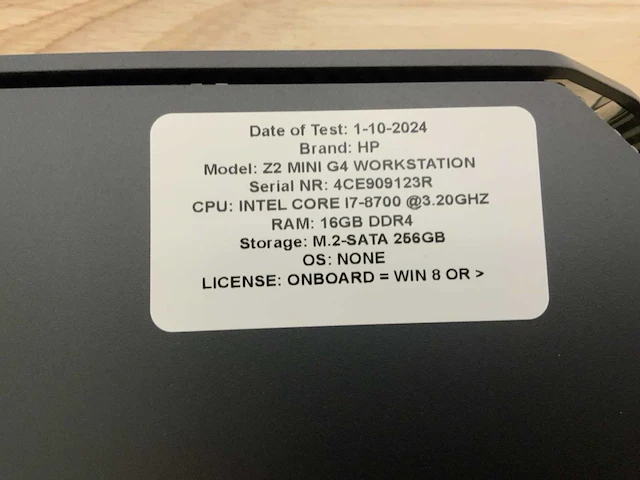 Date of Test: 1-10-2024
Brand: HP
Model: Z2 MINI G4 WORKSTATION
Serial NR: 4CE909123R
CPU: INTEL CORE I7-8700 @3.20GHZ
RAM: 16GB DDR4
Storage: M.2-SATA 256GB
OS: NONE
LICENSE: ONBOARD = WIN 8 OR >